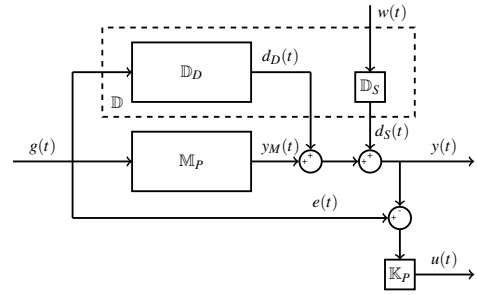 w(t)
𝔻_D
d_D(t)
𝔻_S
𝔻
d_S(t)
g(t)
𝕄_P
y_M(t)
+
+
+
+
y(t)
e(t)
+
-
u(t)
𝕂_P